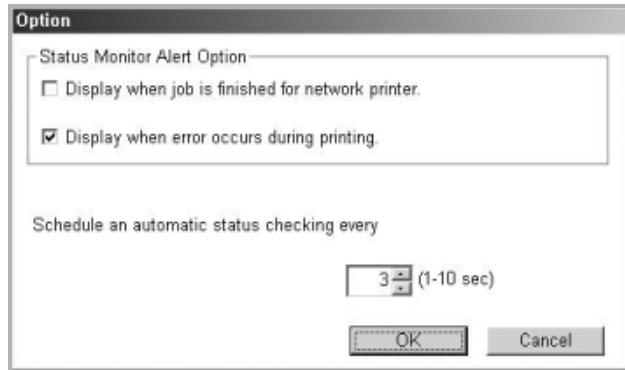 Option
Status Monitor Alert Option
Display when job is finished for network printer.
Display when error occurs during printing.
Schedule an automatic status checking every
3 (1-10 sec)
OK Cancel